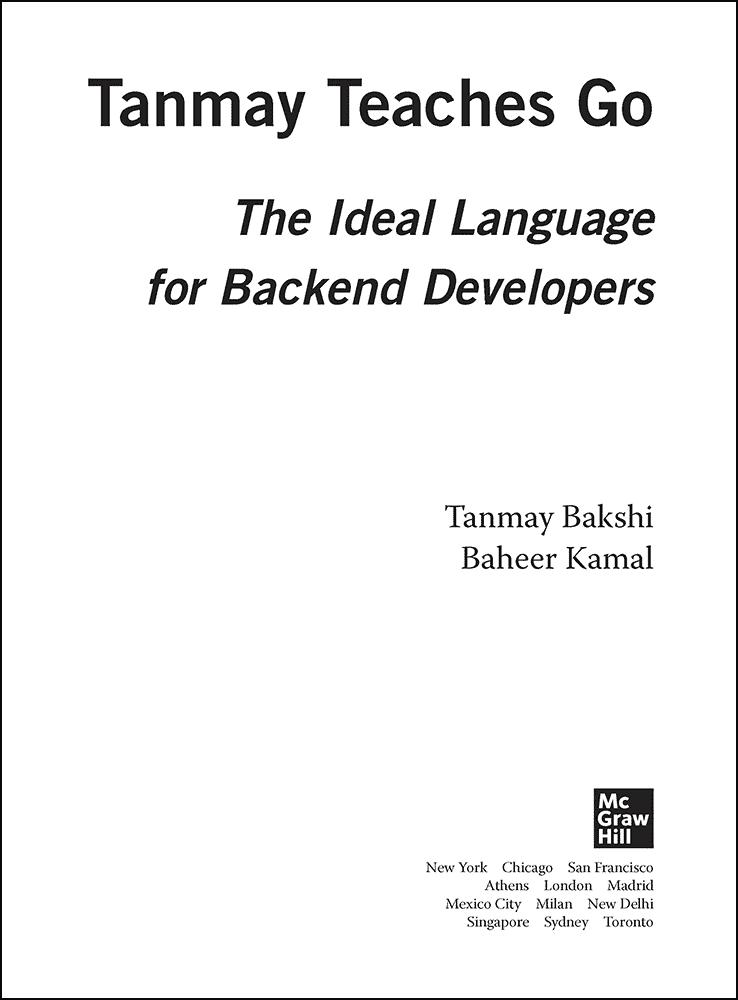 Tanmay Teaches Go
The Ideal Language
for Backend Developers
Tanmay Bakshi
Baheer Kamal
Mc
Graw
Hill
New York Chicago San Francisco
Athens London Madrid
Mexico City Milan New Delhi
Singapore Sydney Toronto